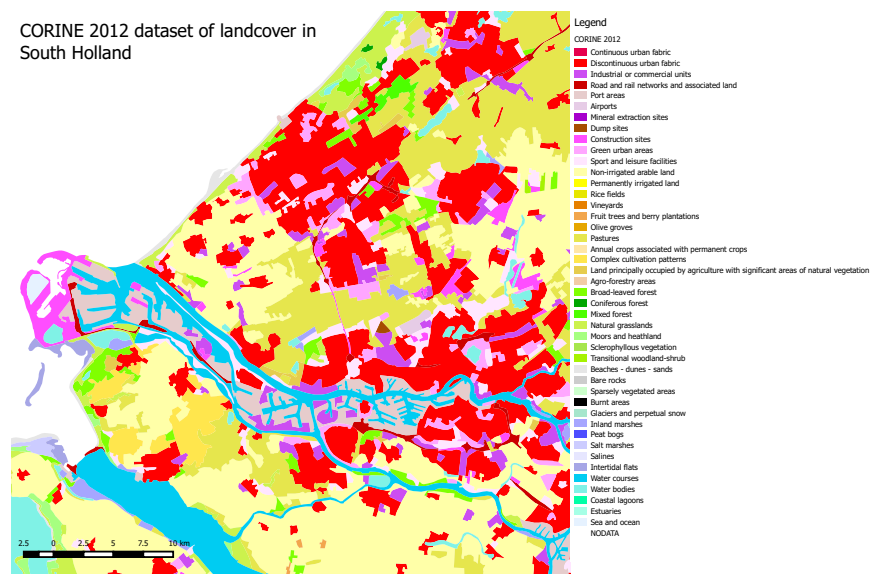 CORINE 2012 dataset of landcover in
South Holland
Legend
CORINE 2012
Continuous urban fabric
Discontinuous urban fabric
Industrial or commercial units
Road and rail networks and associated land
Port areas
Airports
Mineral extraction sites
Dump sites
Construction sites
Green urban areas
Sport and leisure facilities
Non-irrigated arable land
Permanently irrigated land
Rice fields
Vineyards
Fruit trees and berry plantations
Olive groves
Pastures
Annual crops associated with permanent crops
Complex cultivation patterns
Land principally occupied by agriculture with significant areas of natural vegetation
Agro-forestry areas
Broad-leaved forest
Coniferous forest
Mixed forest
Natural grasslands
Moors and heathland
Sclerophyllous vegetation
Transitional woodland-shrub
Beaches - dunes - sands
Bare rocks
Sparsely vegetated areas
Burnt areas
Glaciers and perpetual snow
Inland marshes
Peat bogs
Salt marshes
Salines
Intertidal flats
Water courses
Water bodies
Coastal lagoons
Estuaries
Sea and ocean
NODATA
2.5 0 2.5 5 7.5 10 km